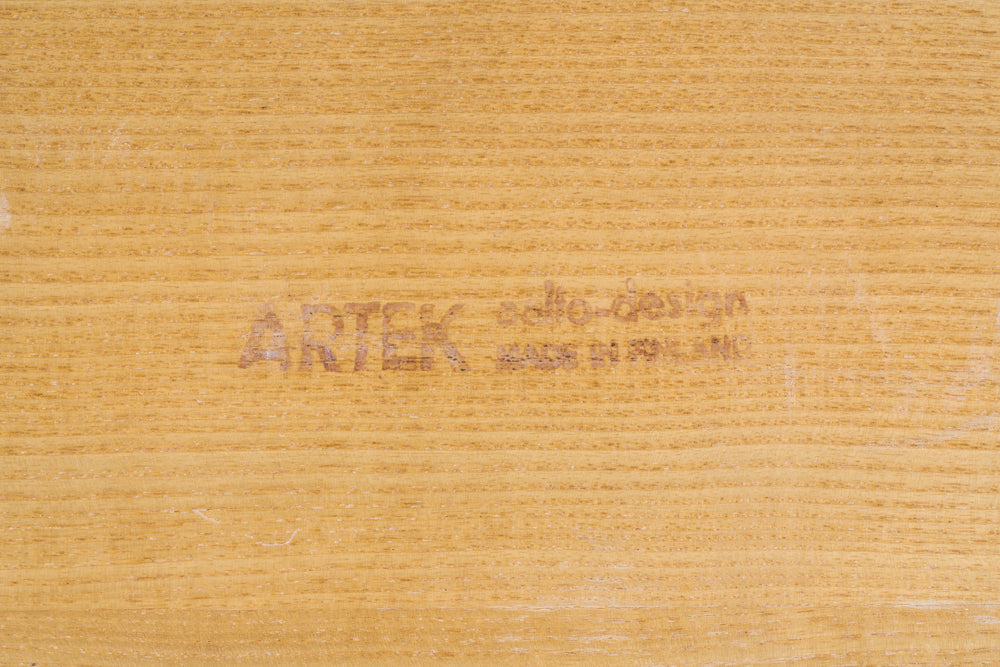 ARTEK
aalto-design
MADE IN FINLAND